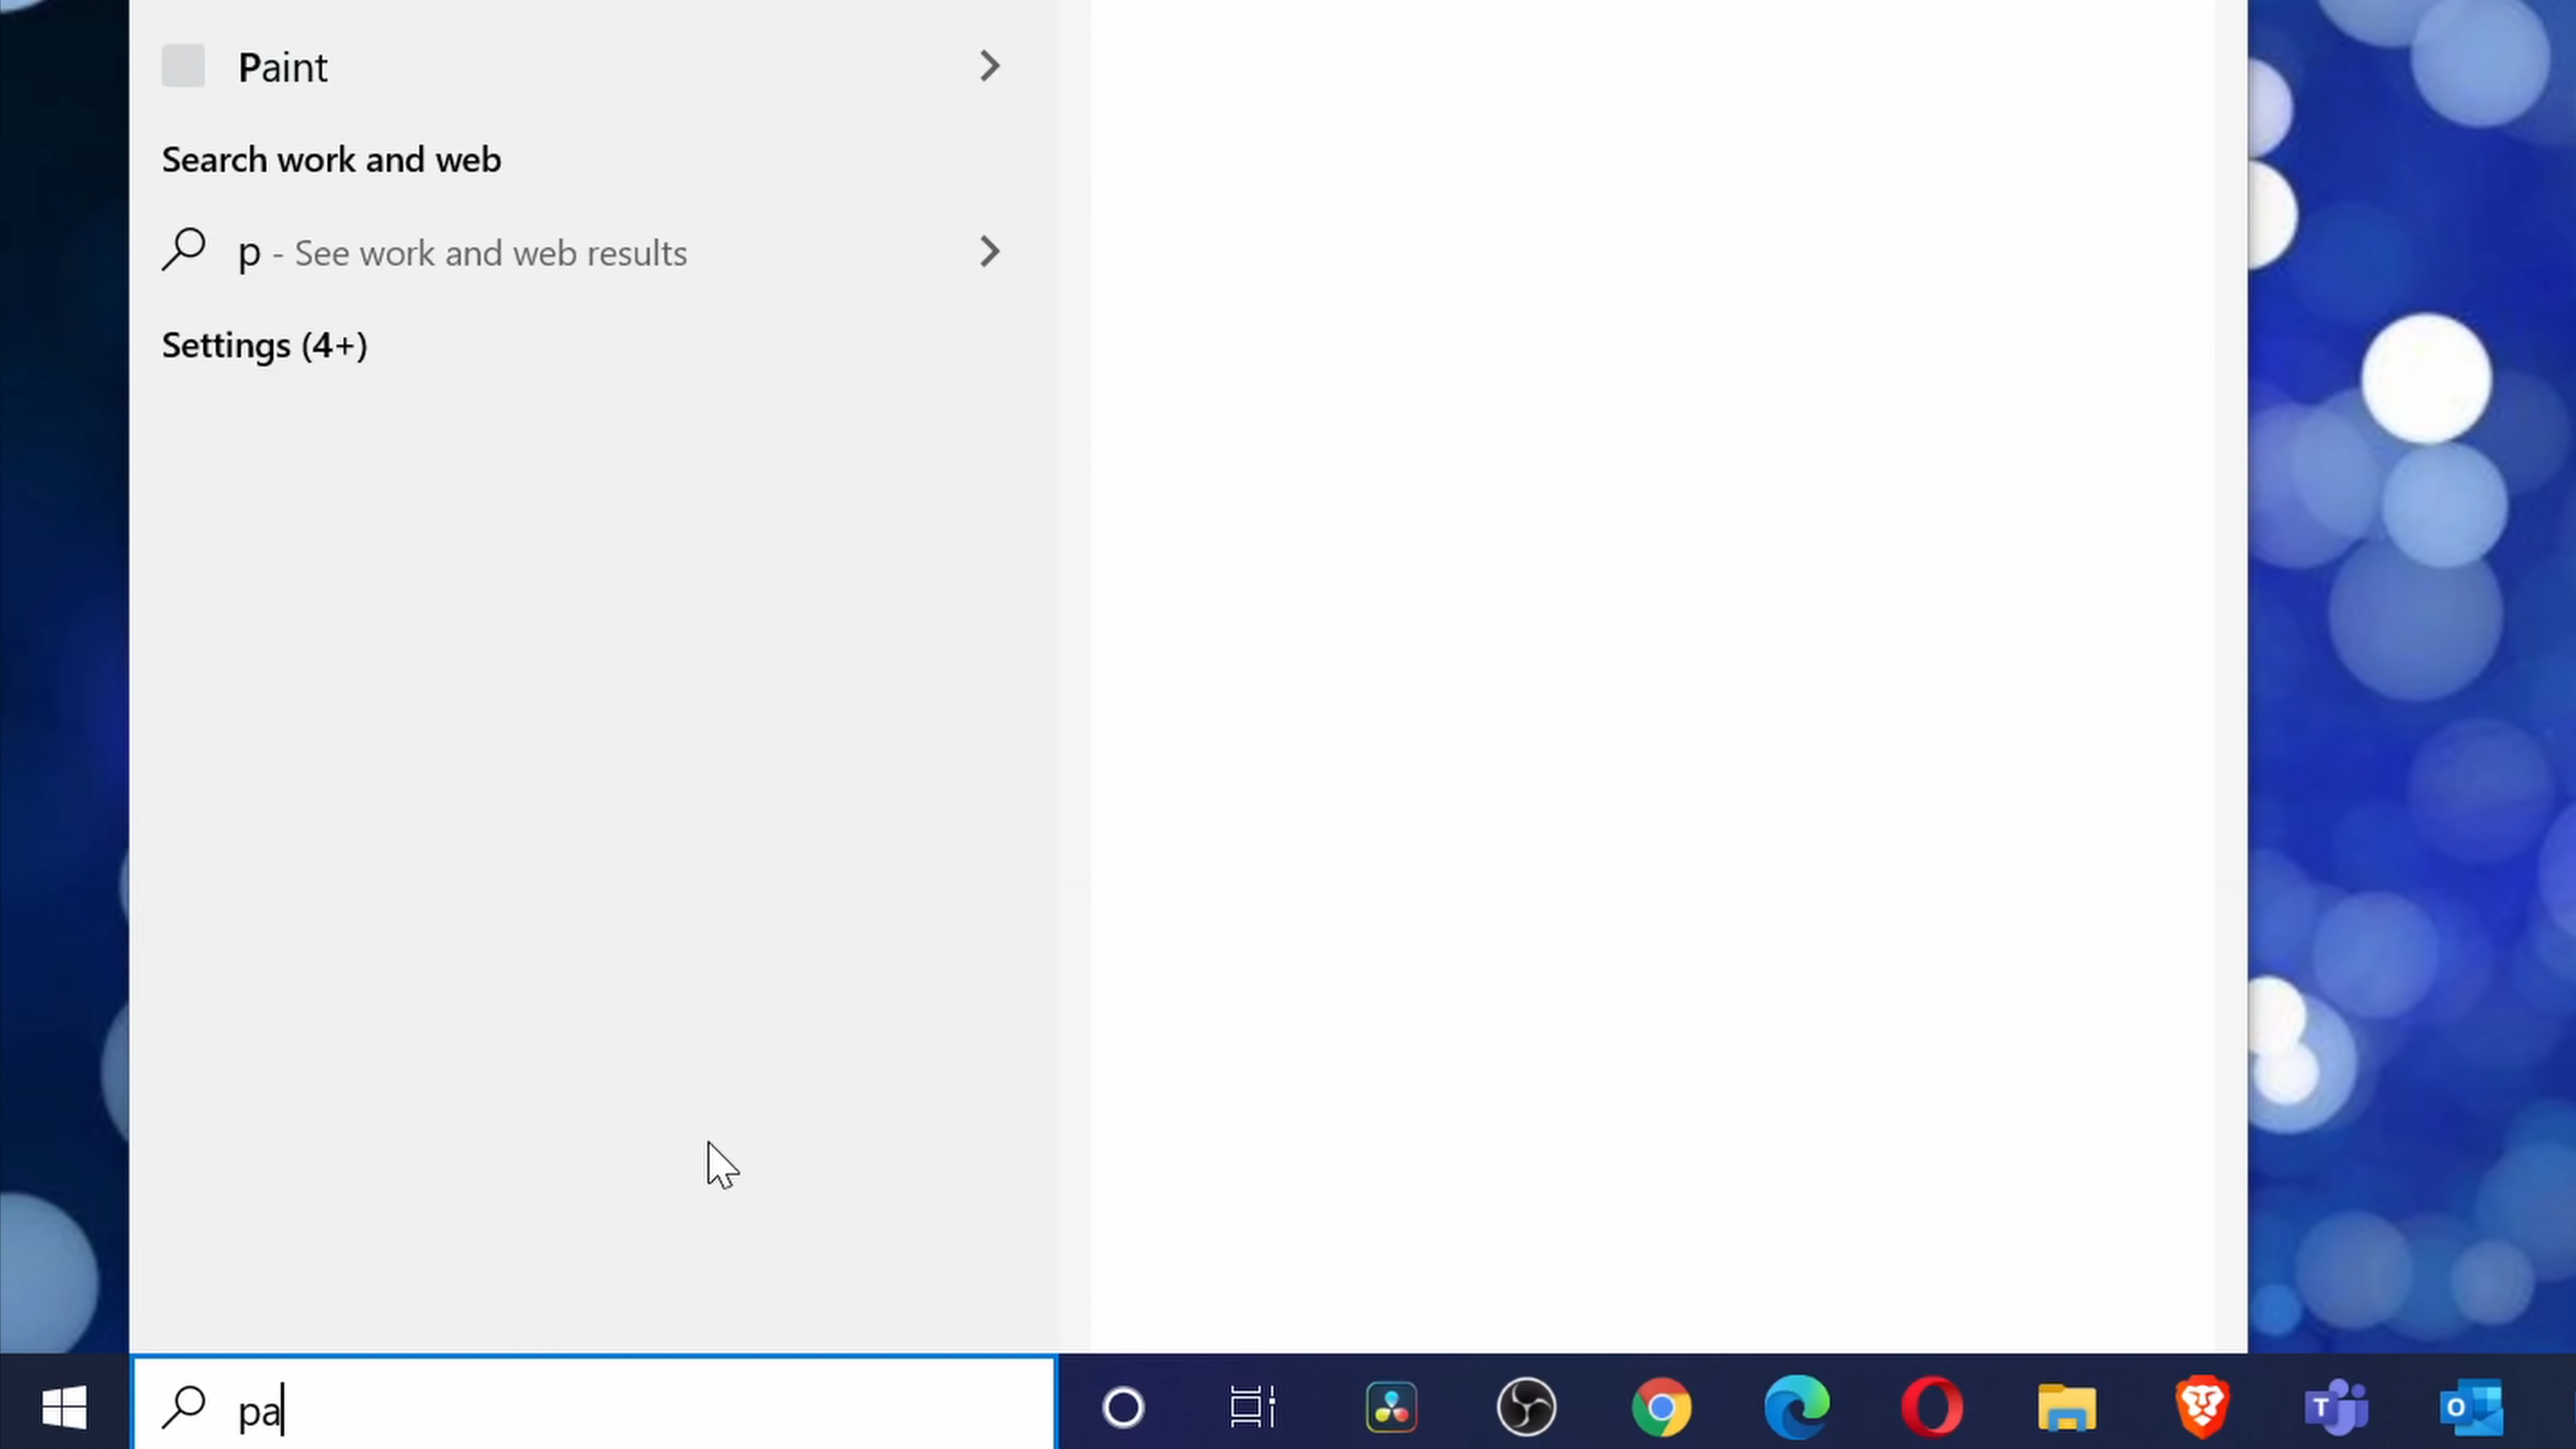 Paint
Search work and web
p - See work and web results
Settings (4+)
pa
T
O